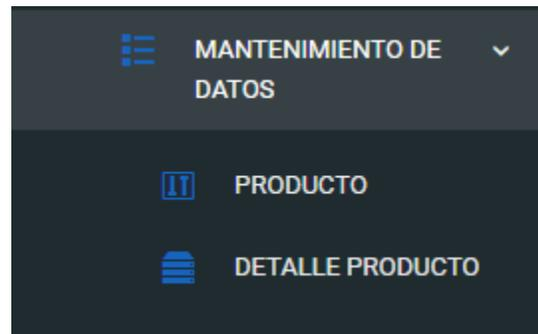 MANTENIMIENTO DE
DATOS
PRODUCTO
DETALLE PRODUCTO